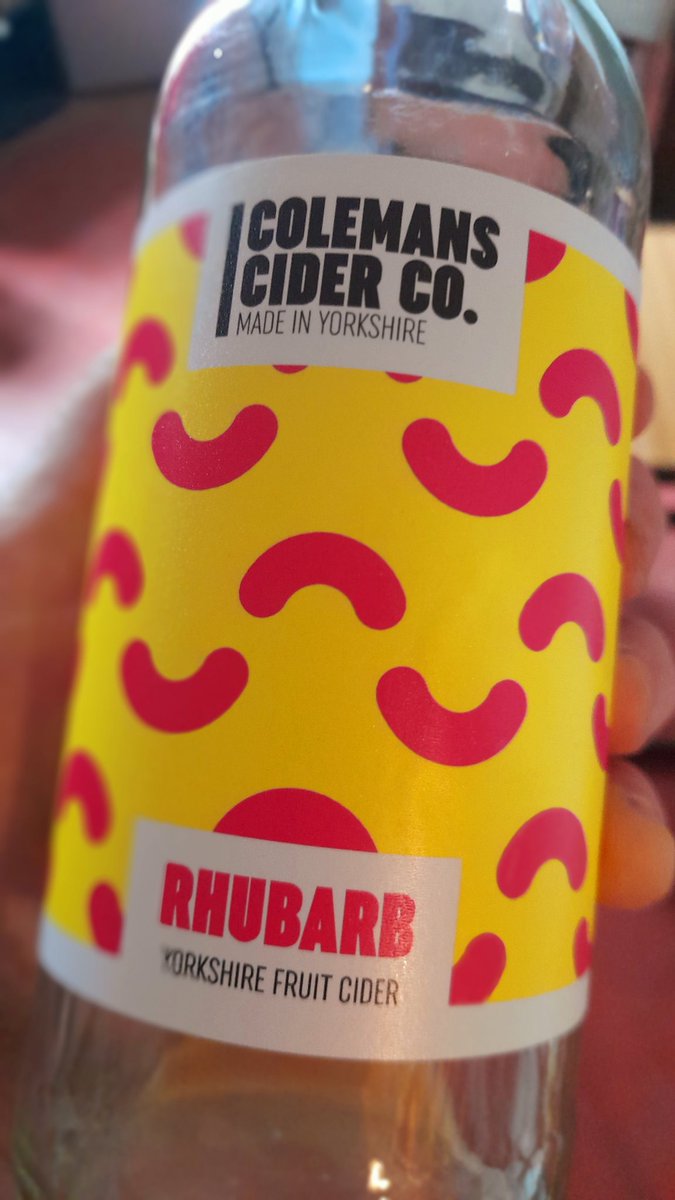 COLEMANS
CIDER CO.
MADE IN YORKSHIRE
RHUBARB
YORKSHIRE FRUIT CIDER